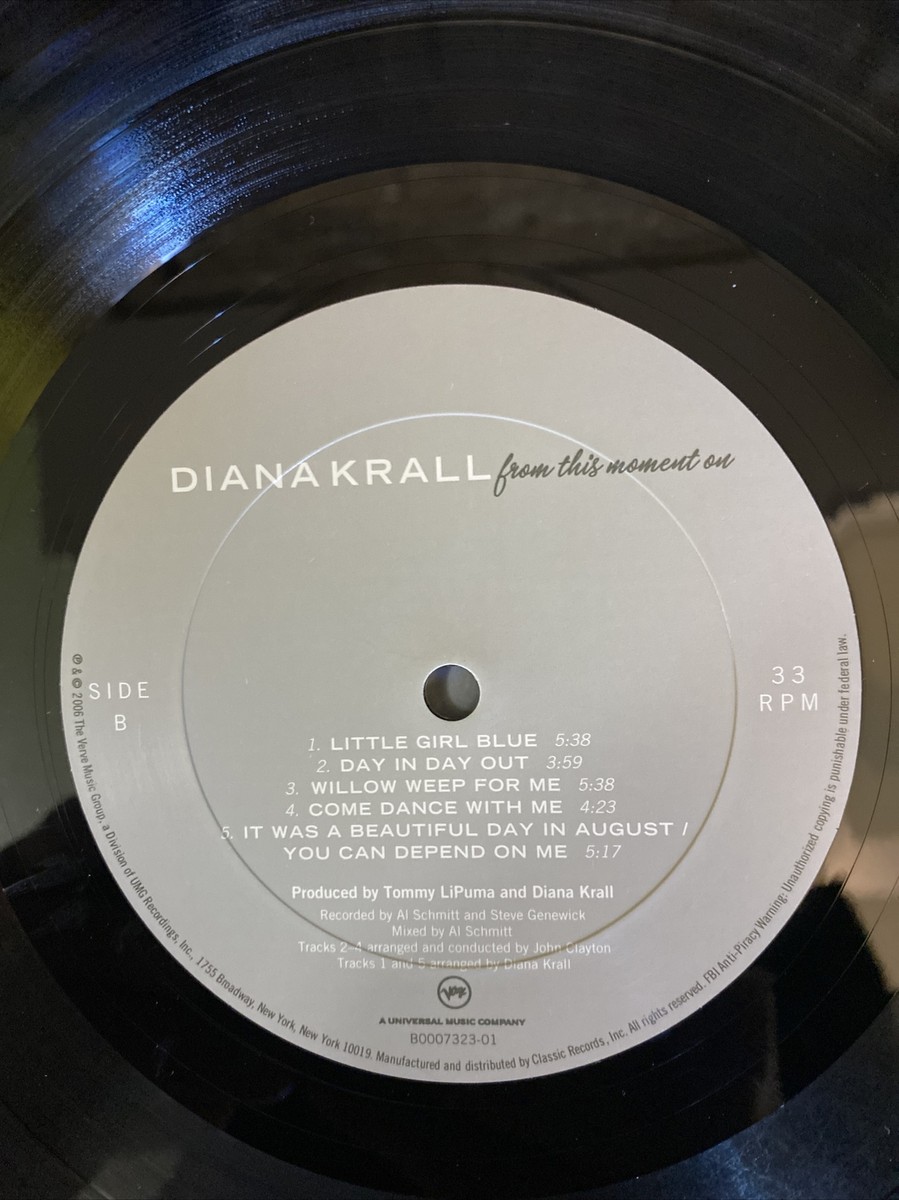 DIANA KRALL from this moment on
SIDE
B
33
RPM
1. LITTLE GIRL BLUE 5:38
2. DAY IN DAY OUT 3:59
3. WILLOW WEEP FOR ME 5:38
4. COME DANCE WITH ME 4:23
5. IT WAS A BEAUTIFUL DAY IN AUGUST /
YOU CAN DEPEND ON ME 5:17
Produced by Tommy LiPuma and Diana Krall
Recorded by Al Schmitt and Steve Genewick
Mixed by Al Schmitt
Tracks 2–4 arranged and conducted by John Clayton
Tracks 1 and 5 arranged by Diana Krall
Verve
A UNIVERSAL MUSIC COMPANY
B0007323-01
℗ & © 2006 The Verve Music Group, a Division of UMG Recordings, Inc., 1755 Broadway, New York, New York 10019. Manufactured and distributed by Classic Records, Inc. All rights reserved. FBI Anti-Piracy Warning: Unauthorized copying is punishable under federal law.